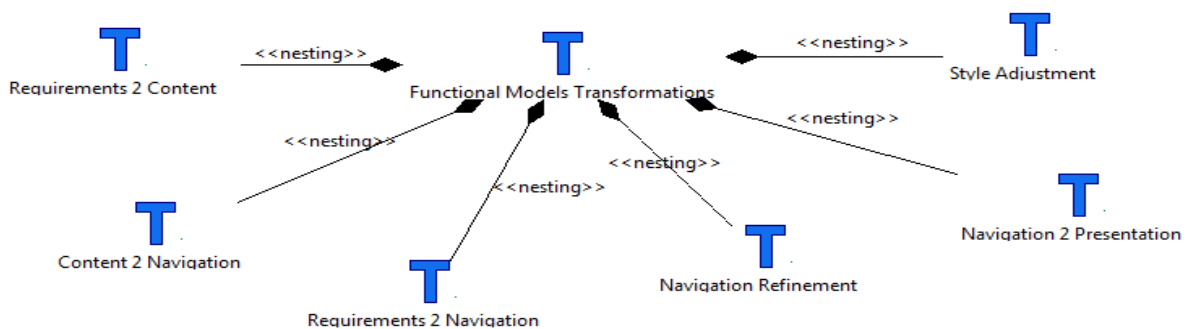 <<nesting>>
<<nesting>>
Style Adjustment
Requirements 2 Content
Functional Models Transformations
<<nesting>>
<<nesting>>
<<nesting>>
<<nesting>>
Content 2 Navigation
Navigation 2 Presentation
Navigation Refinement
Requirements 2 Navigation